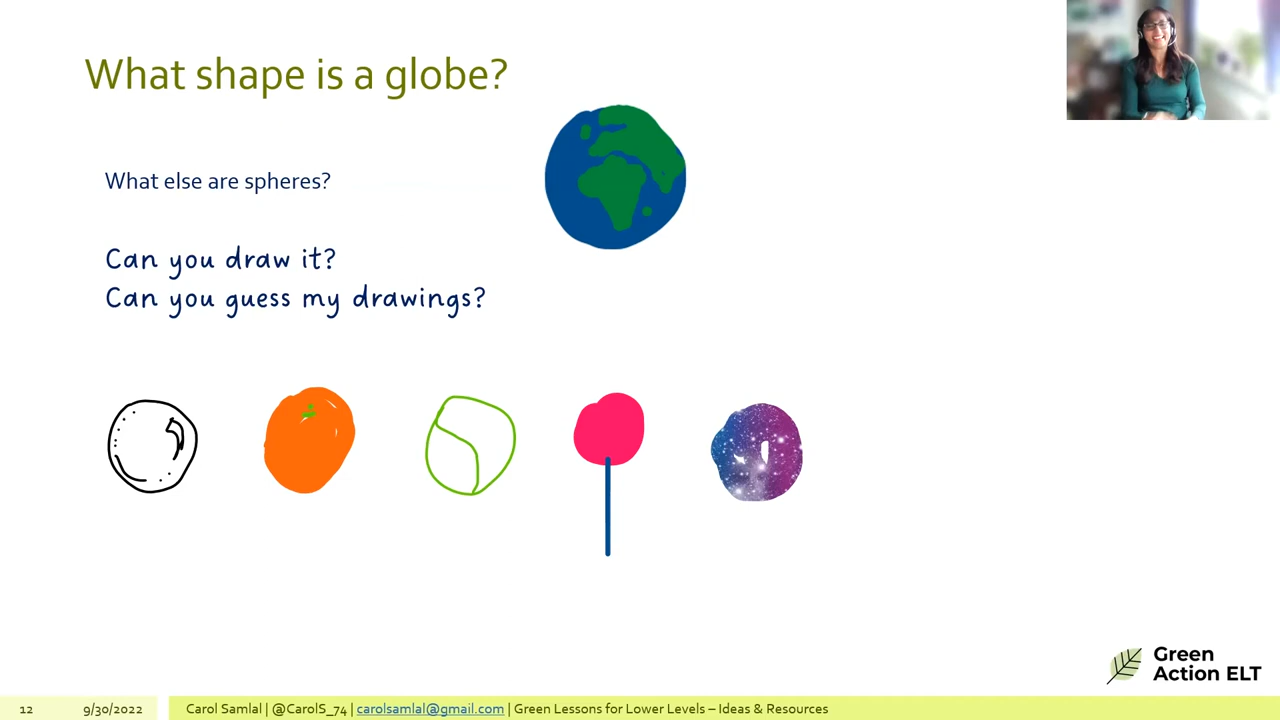 What shape is a globe?
What else are spheres?
Can you draw it?
Can you guess my drawings?
Green
Action ELT
12 9/30/2022 Carol Samlal | @CarolS_74 | carolsamlal@gmail.com | Green Lessons for Lower Levels – Ideas & Resources